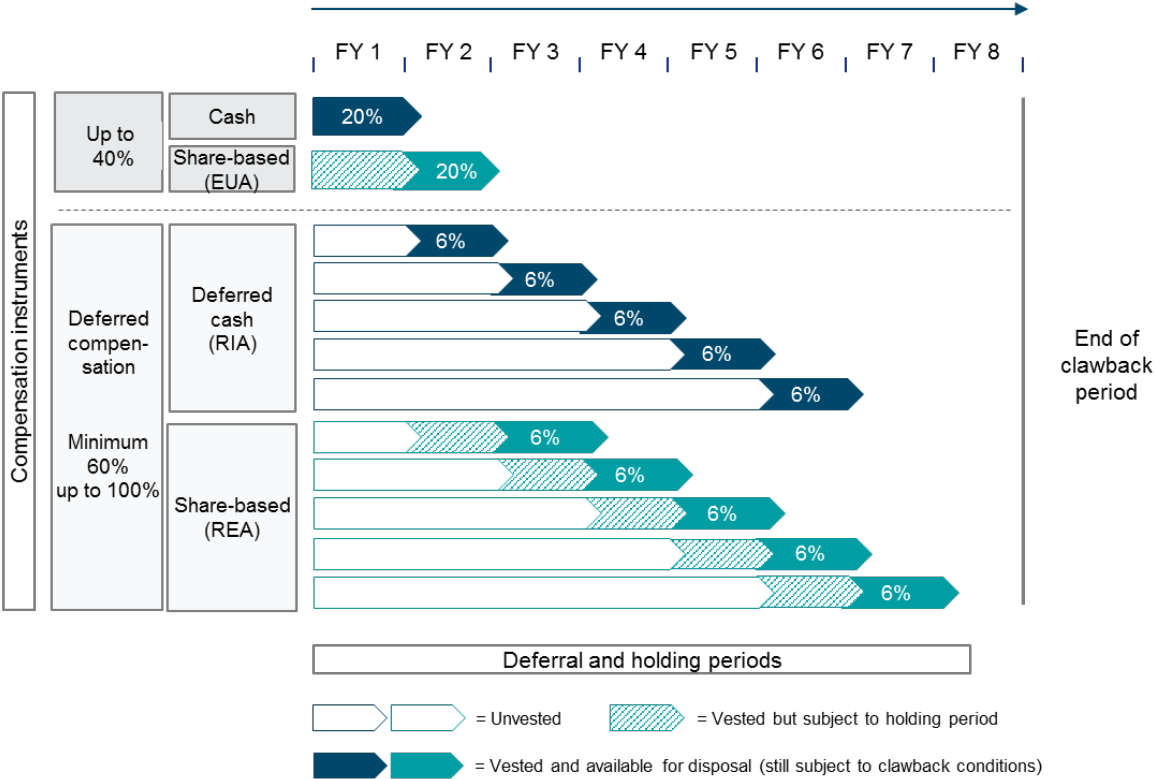 FY 1 FY 2 FY 3 FY 4 FY 5 FY 6 FY 7 FY 8
Compensation instruments
Up to
40%
Cash
20%
Share-based
(EUA)
20%
Deferred
compen-
sation
Minimum
60%
up to 100%
Deferred
cash
(RIA)
6%
6%
6%
6%
6%
Share-based
(REA)
6%
6%
6%
6%
6%
End of
clawback
period
Deferral and holding periods
= Unvested
= Vested but subject to holding period
= Vested and available for disposal (still subject to clawback conditions)